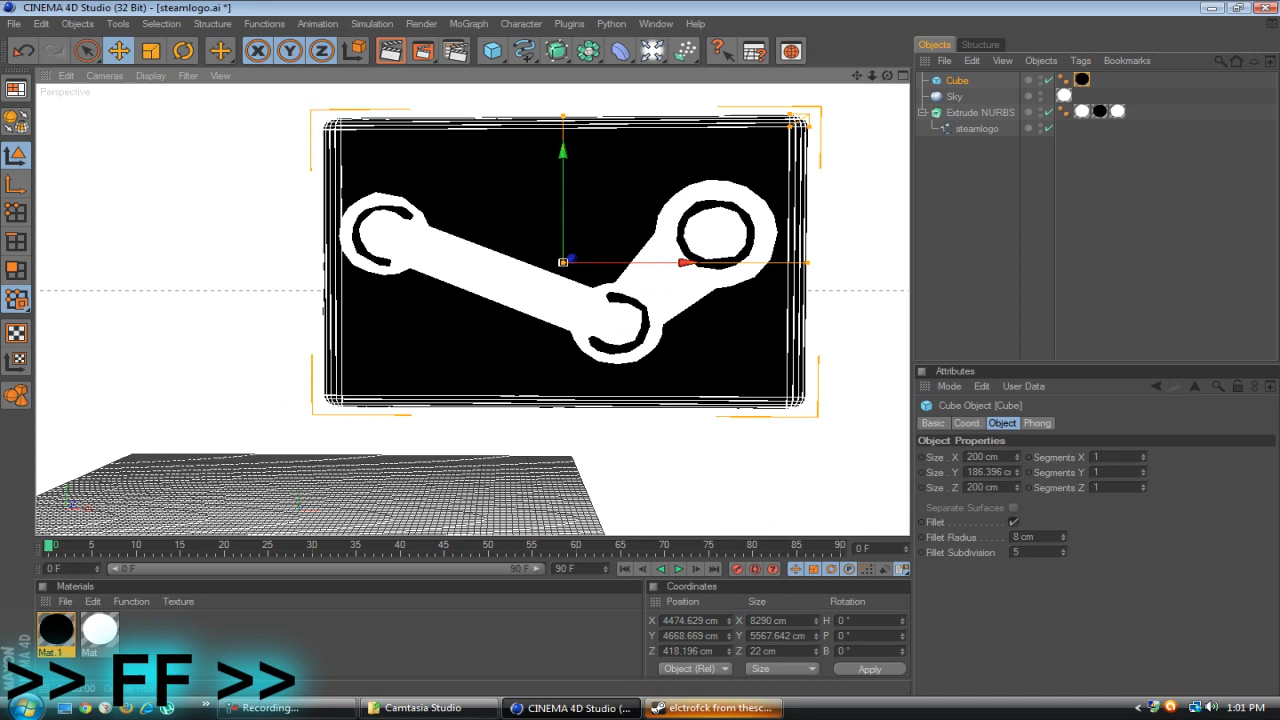 CINEMA 4D Studio (32 Bit) - [steamlogo.ai *]
File Edit Objects Tools Selection Structure Functions Animation Simulation Render MoGraph Character Plugins Python Window Help
X Y Z
Edit Cameras Display Filter View
Perspective
Objects Structure
File Edit View Objects Tags Bookmarks
Cube
Sky
Extrude NURBS
steamlogo
Attributes
Mode Edit User Data
Cube Object [Cube]
Basic Coord. Object Phong
Object Properties
Size . X 200 cm Segments X 1
Size . Y 186.396 cm Segments Y 1
Size . Z 200 cm Segments Z 1
Separate Surfaces
Fillet
Fillet Radius 8 cm
Fillet Subdivision 5
0 5 10 15 20 25 30 35 40 45 50 55 60 65 70 75 80 85 90 0 F
0 F 0 F 90 F 90 F
Materials
File Edit Function Texture
Mat.1 Mat
Coordinates
Position Size Rotation
X 4474.629 cm X 8290 cm H 0 °
Y 4668.669 cm Y 5567.642 cm P 0 °
Z 418.196 cm Z 22 cm B 0 °
Object (Rel) Size Apply
>> FF >>
Recording... Camtasia Studio CINEMA 4D Studio (... elctrofck from thesc... 1:01 PM